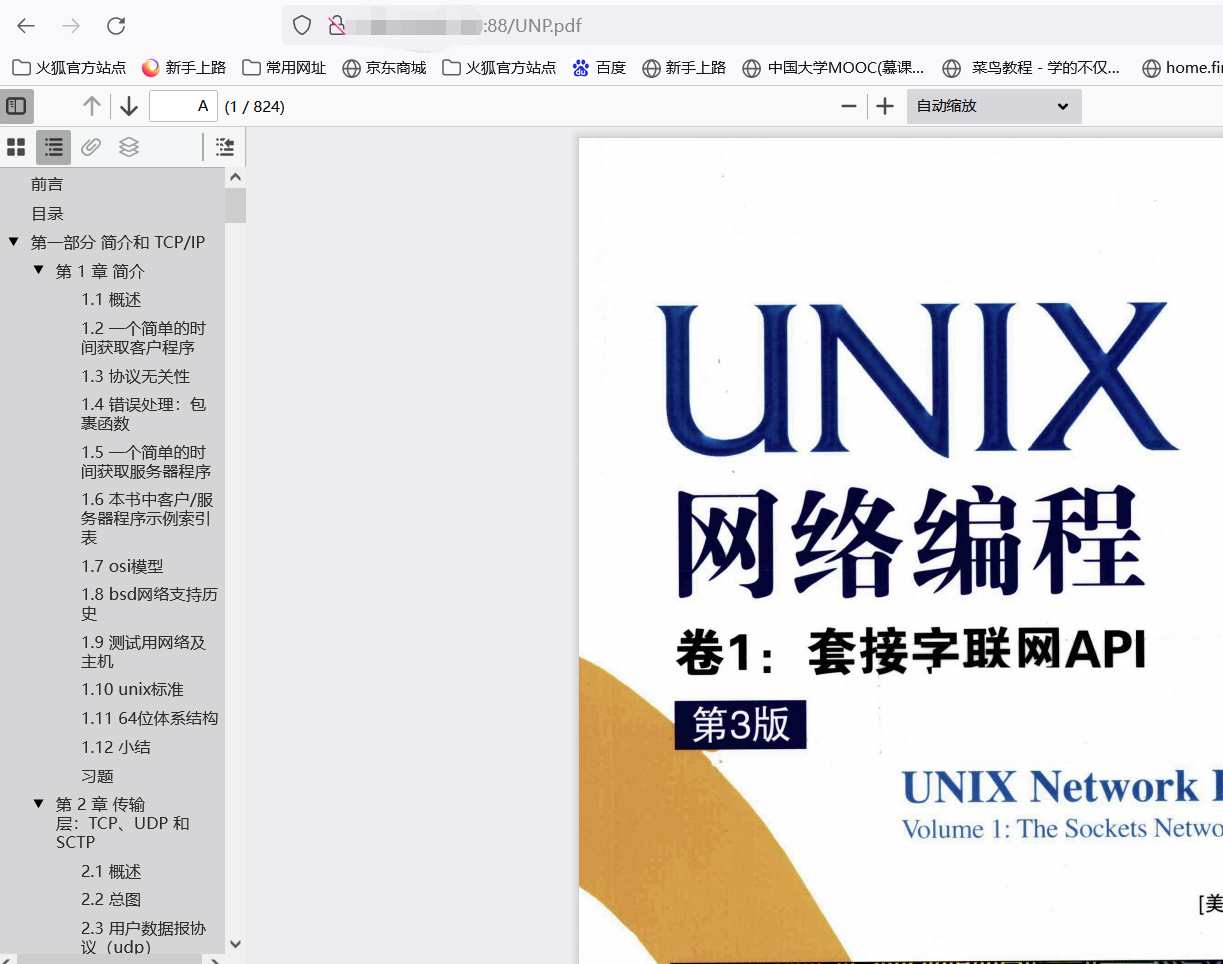 :88/UNP.pdf
火狐官方站点 新手上路 常用网址 京东商城 火狐官方站点 百度 新手上路 中国大学MOOC(慕课... 菜鸟教程 - 学的不仅... home.fi
A (1 / 824) 自动缩放
前言
目录
第一部分 简介和 TCP/IP
第 1 章 简介
1.1 概述
1.2 一个简单的时
间获取客户程序
1.3 协议无关性
1.4 错误处理：包
裹函数
1.5 一个简单的时
间获取服务器程序
1.6 本书中客户/服
务器程序示例索引
表
1.7 osi模型
1.8 bsd网络支持历
史
1.9 测试用网络及
主机
1.10 unix标准
1.11 64位体系结构
1.12 小结
习题
第 2 章 传输
层：TCP、UDP 和
SCTP
2.1 概述
2.2 总图
2.3 用户数据报协
议（udp）
UNIX
网络编程
卷1：套接字联网API
第3版
UNIX Network
Volume 1: The Sockets Netwo
[美